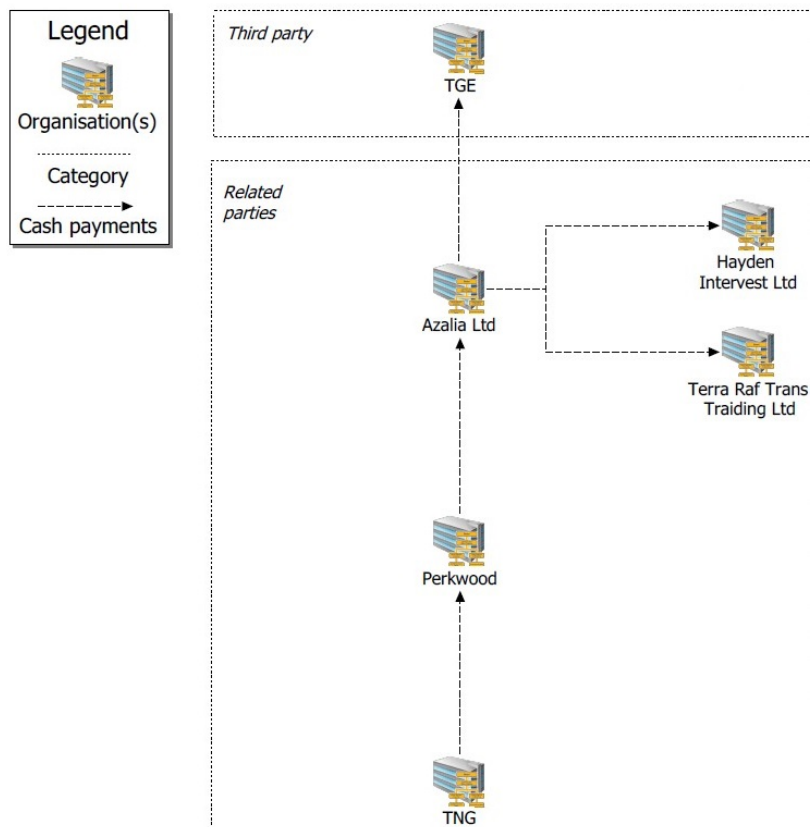 Legend
Organisation(s)
Category
Cash payments
Third party
TGE
Related
parties
Hayden
Intervest Ltd
Azalia Ltd
Terra Raf Trans
Traiding Ltd
Perkwood
TNG